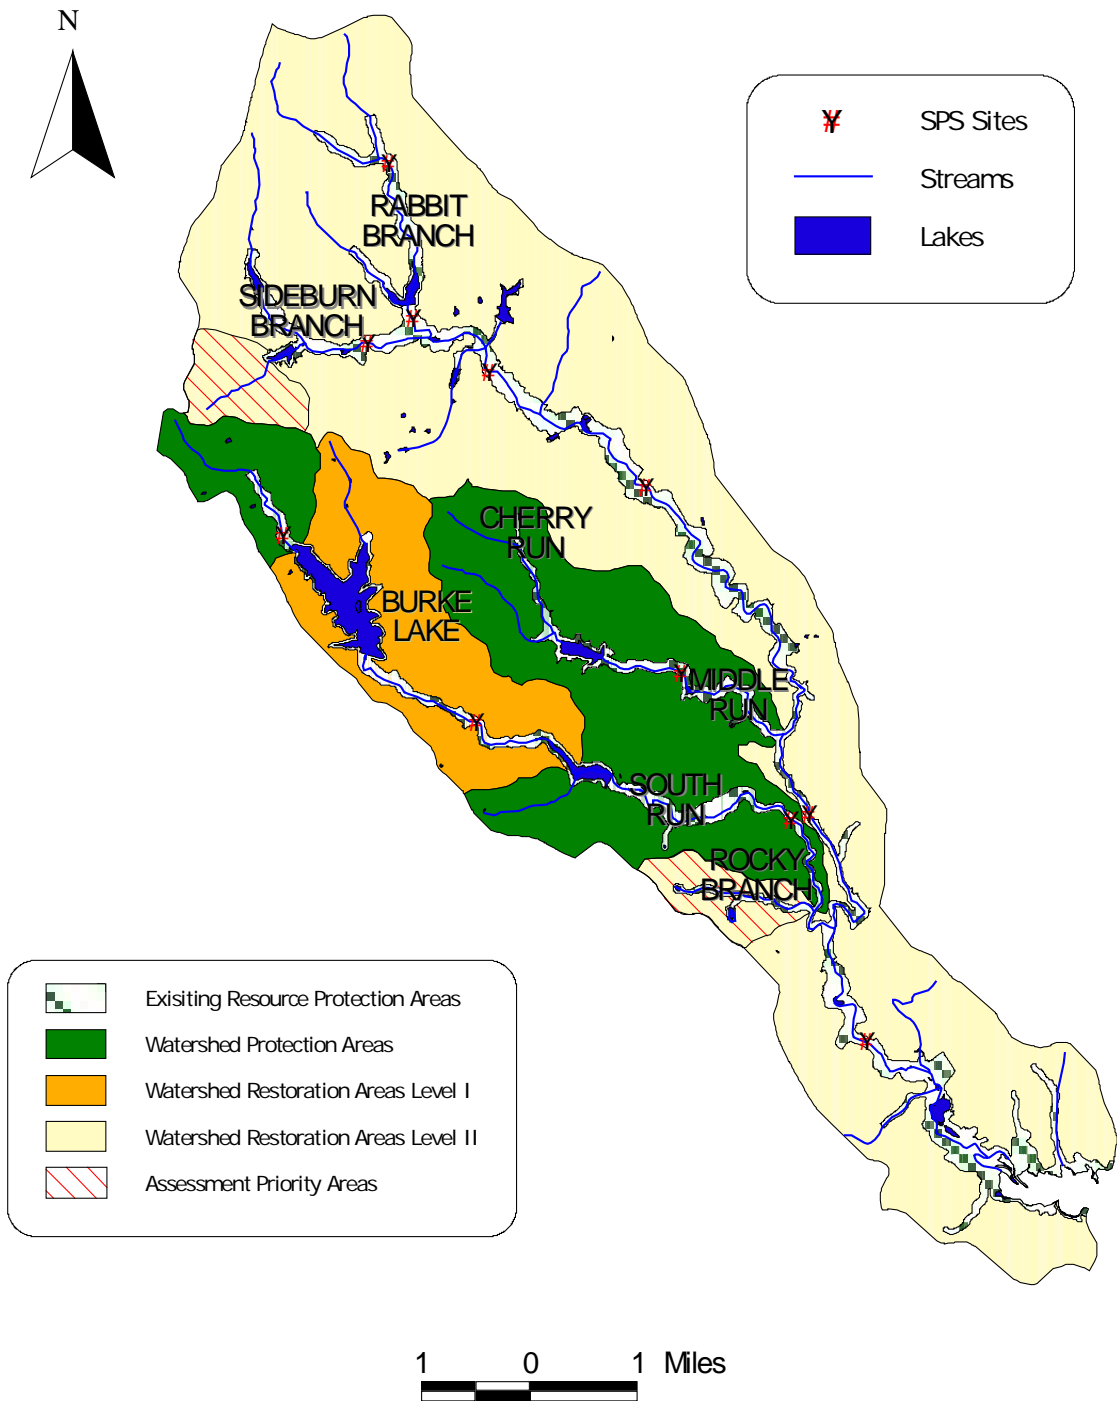 N
SPS Sites
Streams
Lakes
RABBIT
BRANCH
SIDEBURN
BRANCH
CHERRY
RUN
BURKE
LAKE
MIDDLE
RUN
SOUTH
RUN
ROCKY
BRANCH
Exisiting Resource Protection Areas
Watershed Protection Areas
Watershed Restoration Areas Level I
Watershed Restoration Areas Level II
Assessment Priority Areas
1 0 1 Miles